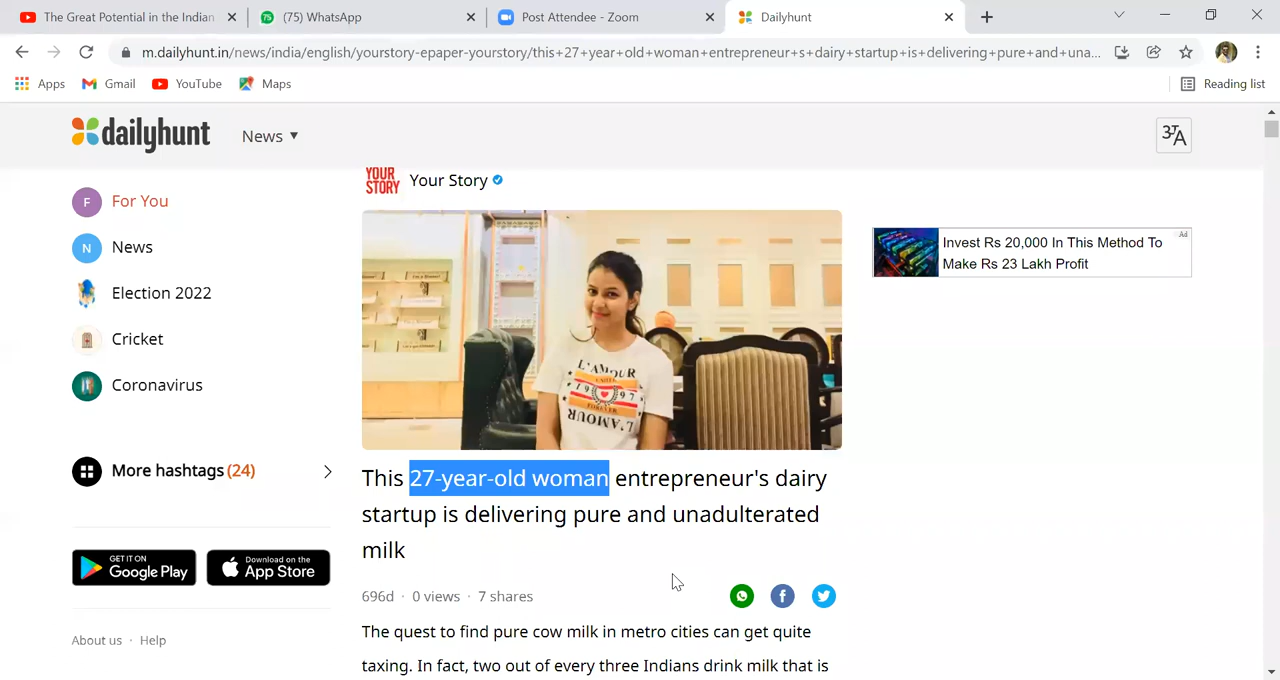 The Great Potential in the Indian
(75) WhatsApp
Post Attendee - Zoom
Dailyhunt
m.dailyhunt.in/news/india/english/yourstory-epaper-yourstory/this+27+year+old+woman+entrepreneur+s+dairy+startup+is+delivering+pure+and+una...
Apps
Gmail
YouTube
Maps
Reading list
dailyhunt
News ▼
YOUR
STORY
Your Story
F For You
N News
Election 2022
Cricket
Coronavirus
More hashtags (24)
GET IT ON
Google Play
Download on the
App Store
About us · Help
L'AMOUR
1997
FOREVER
L'AMOUR
This 27-year-old woman entrepreneur's dairy
startup is delivering pure and unadulterated
milk
696d · 0 views · 7 shares
The quest to find pure cow milk in metro cities can get quite
taxing. In fact, two out of every three Indians drink milk that is
Ad
Invest Rs 20,000 In This Method To
Make Rs 23 Lakh Profit